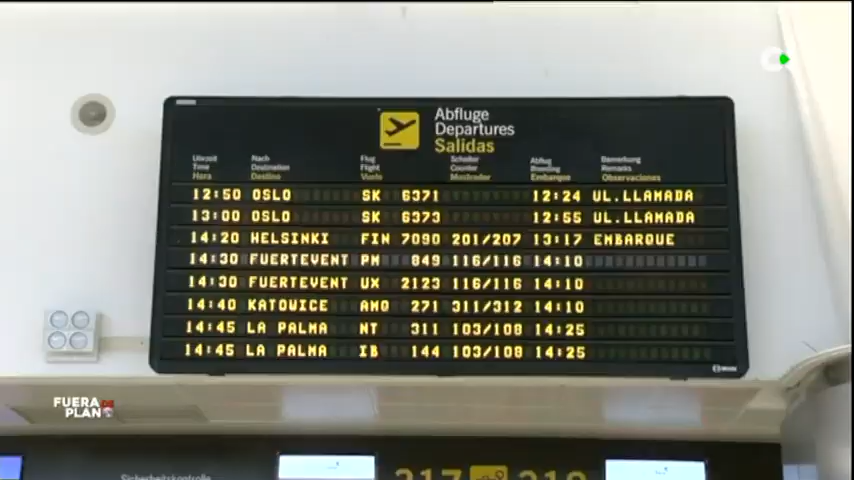 Abfluge
Departures
Salidas
Uhrzeit Nach Flug Schalter Abflug Bemerkung
Time Destination Flight Counter Boarding Remarks
Hora Destino Vuelo Mostrador Embarque Observaciones
12:50 OSLO SK 6371 12:24 UL.LLAMADA
13:00 OSLO SK 6373 12:55 UL.LLAMADA
14:20 HELSINKI FIN 7090 201/207 13:17 EMBARQUE
14:30 FUERTEVENT PM 849 116/116 14:10
14:30 FUERTEVENT UX 2123 116/116 14:10
14:40 KATOWICE AMQ 271 311/312 14:10
14:45 LA PALMA NT 311 103/108 14:25
14:45 LA PALMA IB 144 103/108 14:25
FUERA DE
PLANO
Sicherheitskontrolle 217 218